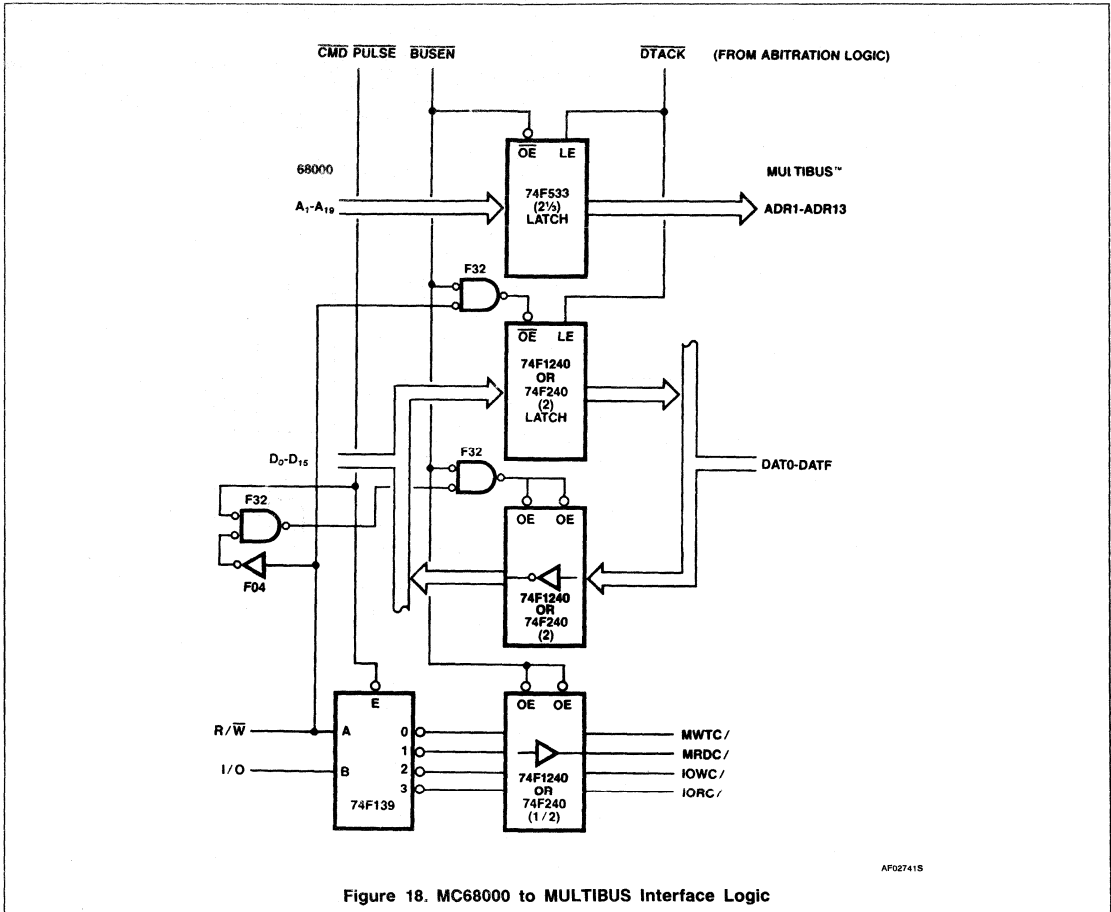 CMD PULSE BUSEN DTACK (FROM ABITRATION LOGIC)
OE LE
68000
A1-A19
74F533
(2½)
LATCH
MULTIBUS™
ADR1-ADR13
F32
OE LE
74F1240
OR
74F240
(2)
LATCH
D0-D15
F32
DAT0-DATF
F32
F04
OE OE
74F1240
OR
74F240
(2)
E
OE OE
R/W A 0 MWTC/
1 MRDC/
I/O B 2 IOWC/
3 IORC/
74F139
74F1240
OR
74F240
(1/2)
AF02741S
Figure 18. MC68000 to MULTIBUS Interface Logic